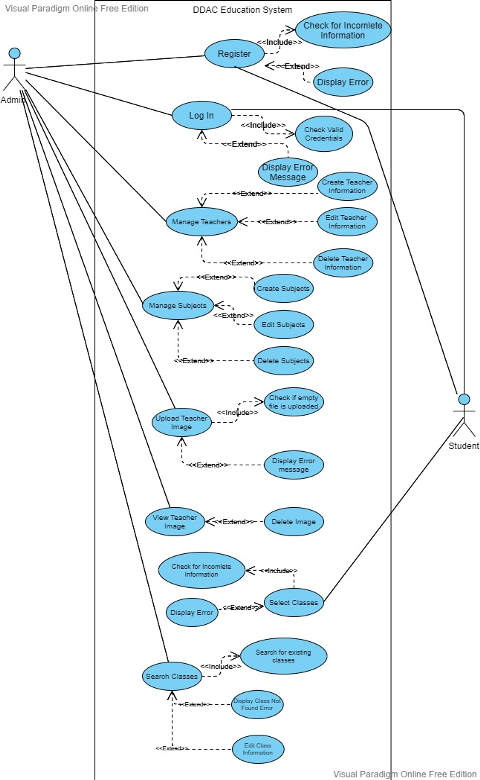 Visual Paradigm Online Free Edition
DDAC Education System
Check for Incomlete
Information
<<Include>>
Register
<<Extend>>
Display Error
Admin
Log In
<<Include>>
Check Valid
Credentials
<<Extend>>
Display Error
Message
Create Teacher
Information
<<Extend>>
Manage Teachers
<<Extend>>
Edit Teacher
Information
<<Extend>>
Delete Teacher
Information
<<Extend>>
Create Subjects
Manage Subjects
<<Extend>>
Edit Subjects
<<Extend>>
Delete Subjects
Check if empty
file is uploaded
<<Include>>
Upload Teacher
Image
Student
<<Extend>>
Display Error
message
View Teacher
Image
<<Extend>>
Delete Image
Check for Incomlete
Information
<<Include>>
Display Error
<<Extend>>
Select Classes
Search for existing
classes
<<Include>>
Search Classes
<<Extend>>
Display Class Not
Found Error
<<Extend>>
Edit Class
Information
Visual Paradigm Online Free Edition